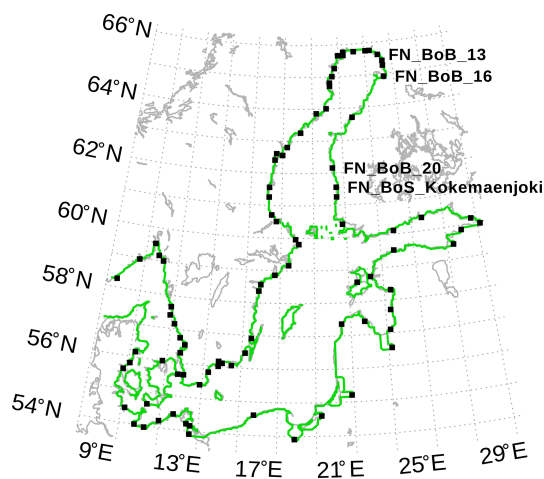 66°N
FN_BoB_13
FN_BoB_16
64°N
62°N
FN_BoB_20
FN_BoS_Kokemaenjoki
60°N
58°N
56°N
54°N
9°E
13°E
17°E
21°E
25°E
29°E